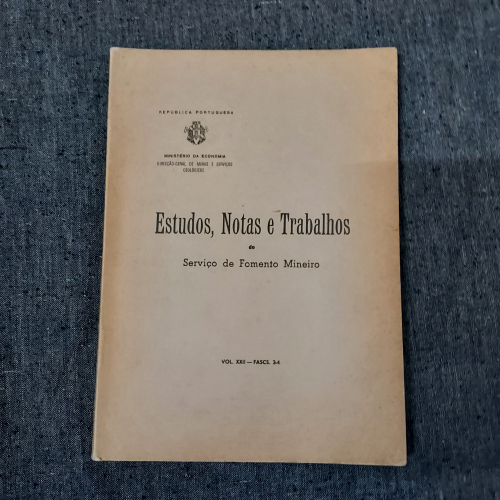 REPÚBLICA PORTUGUESA
MINISTÉRIO DA ECONOMIA
DIRECÇÃO-GERAL DE MINAS E SERVIÇOS
GEOLÓGICOS
Estudos, Notas e Trabalhos
do
Serviço de Fomento Mineiro
VOL. XXII — FASCS. 3-4